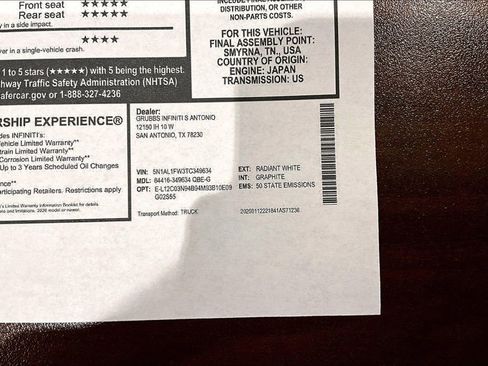 INCLUDE FINAL
DISTRIBUTION, OR OTHER
NON-PARTS COSTS.
Front seat ★★★★★
Rear seat ★★★★★
y in a side impact.
★★★★
ver in a single-vehicle crash.
1 to 5 stars (★★★★★) with 5 being the highest.
hway Traffic Safety Administration (NHTSA)
afercar.gov or 1-888-327-4236
FOR THIS VEHICLE:
FINAL ASSEMBLY POINT:
SMYRNA, TN., USA
COUNTRY OF ORIGIN:
ENGINE: JAPAN
TRANSMISSION: US
RSHIP EXPERIENCE®
des INFINITI's:
Vehicle Limited Warranty**
train Limited Warranty**
Corrosion Limited Warranty**
Up to 3 Years Scheduled Oil Changes
ance**
articipating Retailers. Restrictions apply
Dealer:
GRUBBS INFINITI S ANTONIO
12150 IH 10 W
SAN ANTONIO, TX 78230
VIN: 5N1AL1FW3TC349634
MDL: 84416-349634 QBE-G
OPT: E-L12C03N94B94M93B10E09
G02S55
EXT: RADIANT WHITE
INT: GRAPHITE
EMS: 50 STATE EMISSIONS
Transport Method: TRUCK